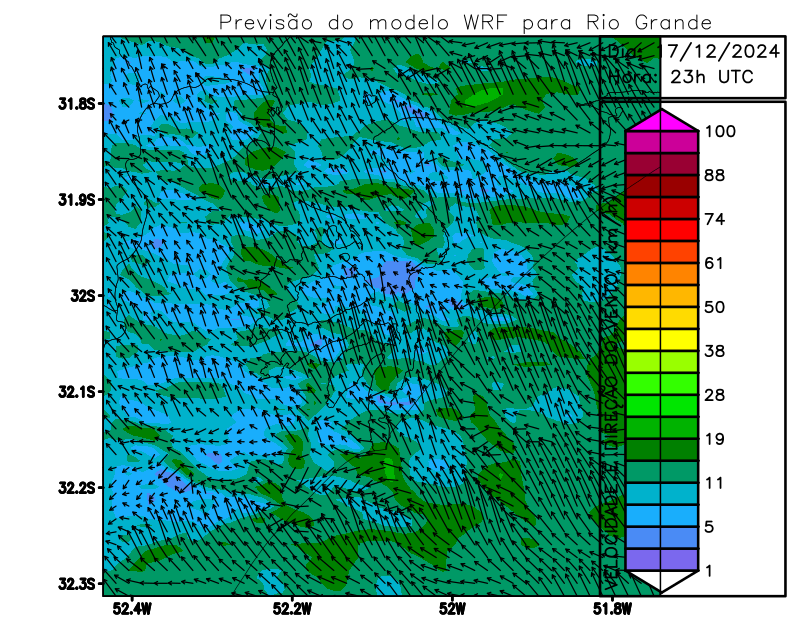 Previsão do modelo WRF para Rio Grande
Dia: 17/12/2024
Hora: 23h UTC
31.8S
31.9S
32S
32.1S
32.2S
32.3S
52.4W
52.2W
52W
51.8W
VELOCIDADE E DIREÇÃO DO VENTO (km/h)
100
88
74
61
50
38
28
19
11
5
1